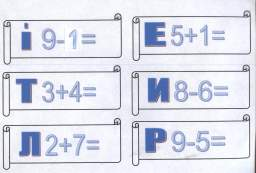 і 9-1= Е 5+1=
Т 3+4= И 8-6=
Л 2+7= Р 9-5=